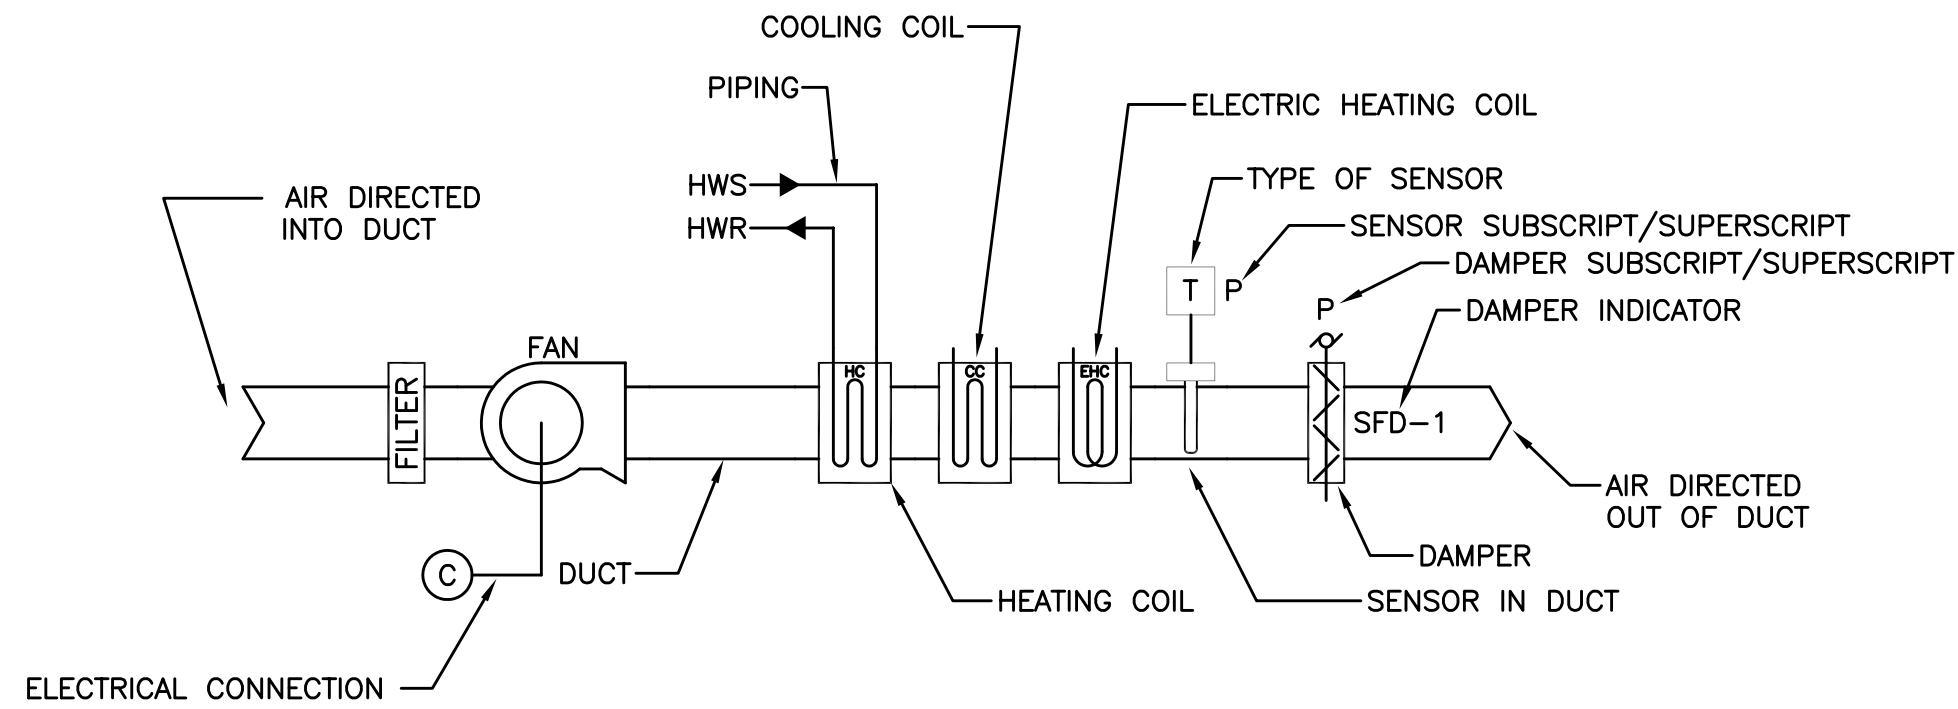 COOLING COIL
PIPING
ELECTRIC HEATING COIL
HWS
TYPE OF SENSOR
AIR DIRECTED
INTO DUCT
HWR
SENSOR SUBSCRIPT/SUPERSCRIPT
DAMPER SUBSCRIPT/SUPERSCRIPT
T
P
P
DAMPER INDICATOR
FAN
HC
CC
EHC
FILTER
SFD-1
AIR DIRECTED
OUT OF DUCT
DAMPER
C
DUCT
HEATING COIL
SENSOR IN DUCT
ELECTRICAL CONNECTION